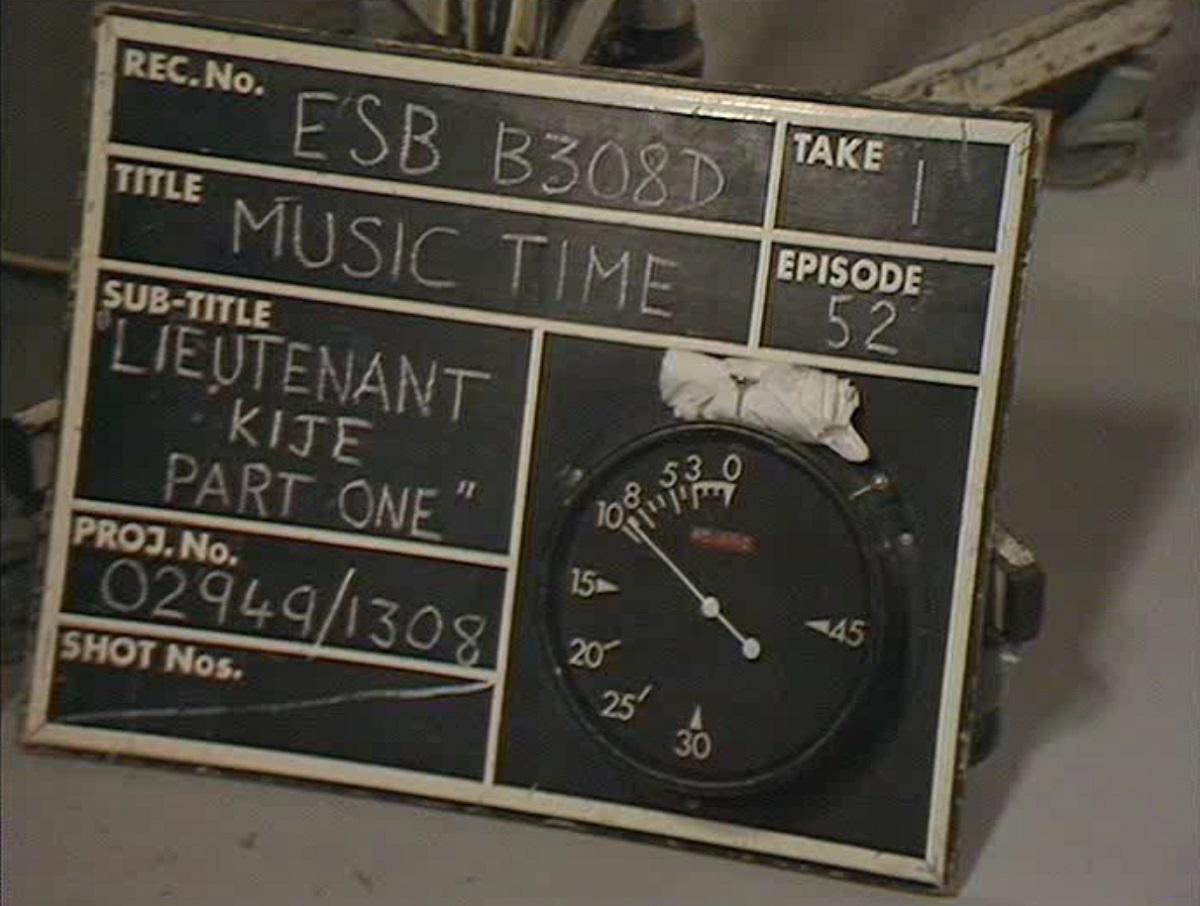 REC. No. ESB B308D
TAKE 1
TITLE MUSIC TIME
EPISODE 52
SUB-TITLE
"LIEUTENANT
KIJE
PART ONE"
PROJ. No.
02949/1308
SHOT Nos.
10 8 5 3 0
15
45
20
25
30